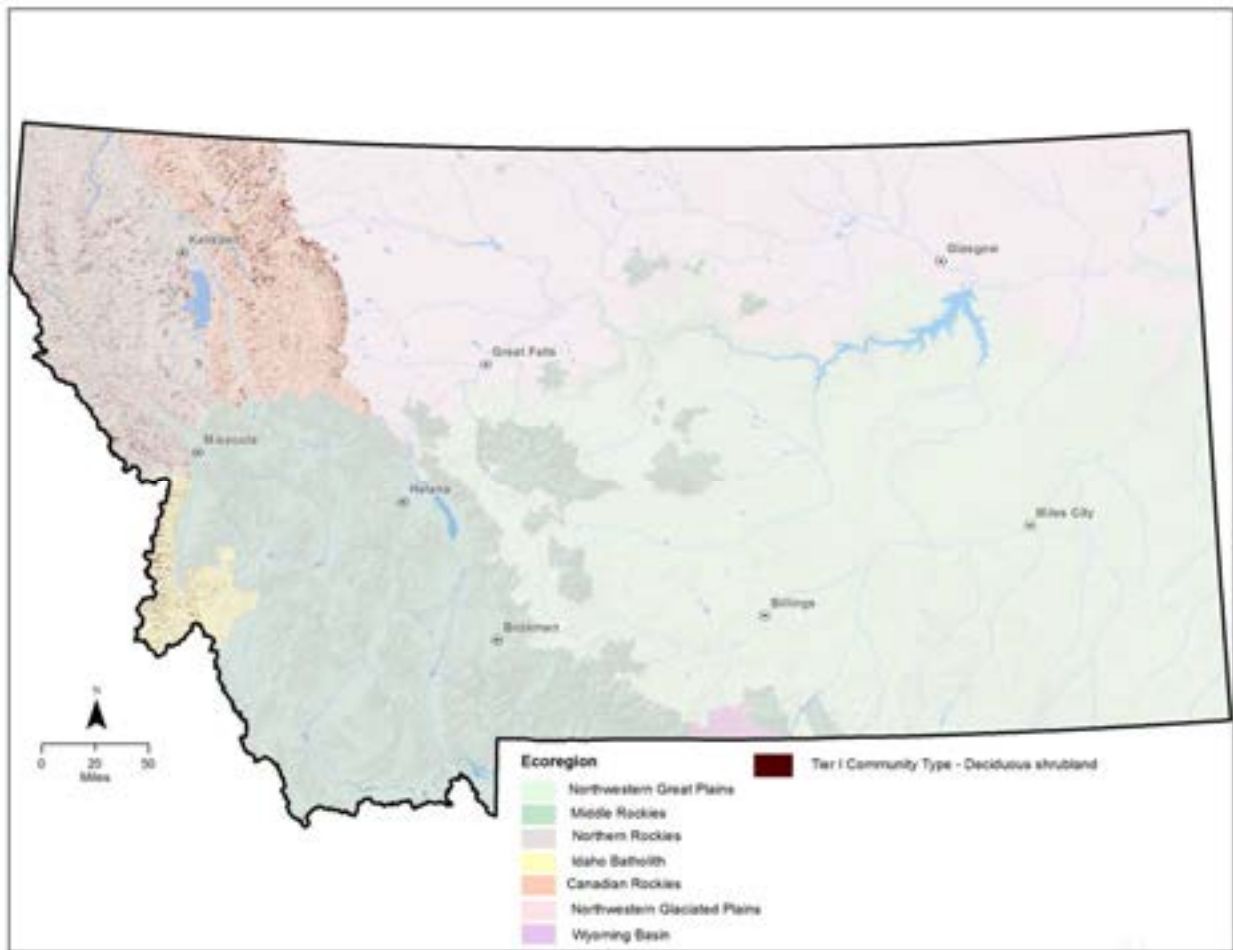 Kalispell
Glasgow
Great Falls
Missoula
Helena
Miles City
Billings
Bozeman
N
0 25 50
Miles
Ecoregion
Tier I Community Type - Deciduous shrubland
Northwestern Great Plains
Middle Rockies
Northern Rockies
Idaho Batholith
Canadian Rockies
Northwestern Glaciated Plains
Wyoming Basin